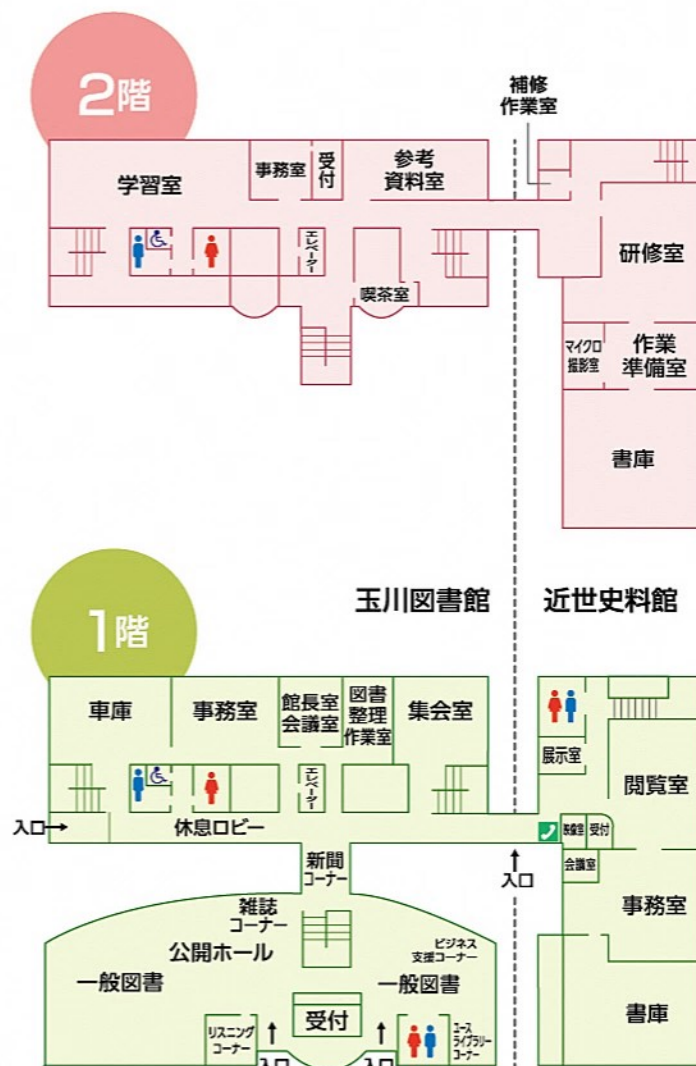 2階
補修
作業室
学習室
事務室
受付
参考
資料室
エレベーター
喫茶室
研修室
マイクロ
撮影室
作業
準備室
書庫
玉川図書館
近世史料館
1階
車庫
事務室
館長室
会議室
図書
整理
作業室
集会室
エレベーター
展示室
閲覧室
入口→
休息ロビー
受付
会議室
新聞
コーナー
↑
入口
事務室
雑誌
コーナー
公開ホール
ビジネス
支援コーナー
一般図書
一般図書
書庫
リスニング
コーナー
受付
ユース
ライブラリー
コーナー
入口
入口